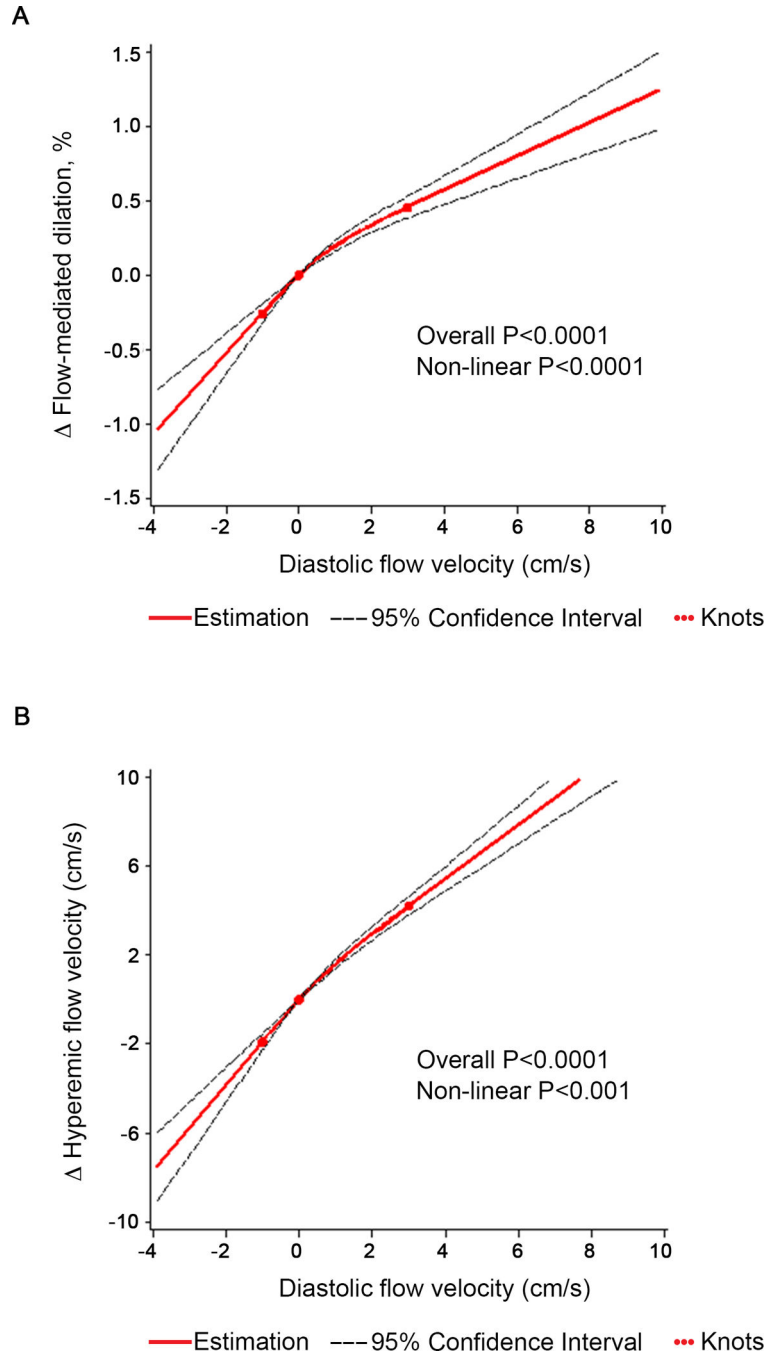 A
1.5
1.0
0.5
0.0
-0.5
-1.0
-1.5
Δ Flow-mediated dilation, %
Overall P<0.0001
Non-linear P<0.0001
-4 -2 0 2 4 6 8 10
Diastolic flow velocity (cm/s)
Estimation 95% Confidence Interval Knots
B
10
6
2
-2
-6
-10
Δ Hyperemic flow velocity (cm/s)
Overall P<0.0001
Non-linear P<0.001
-4 -2 0 2 4 6 8 10
Diastolic flow velocity (cm/s)
Estimation 95% Confidence Interval Knots